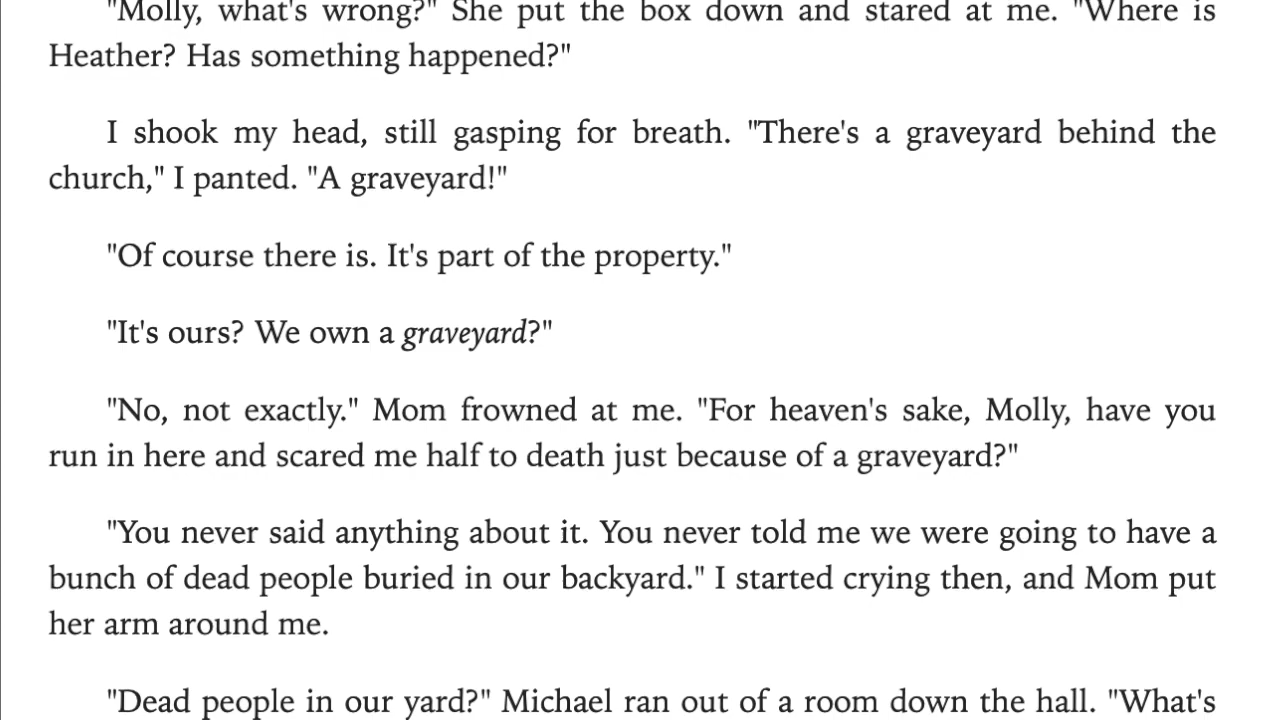 "Molly, what's wrong?" She put the box down and stared at me. "Where is
Heather? Has something happened?"
I shook my head, still gasping for breath. "There's a graveyard behind the
church," I panted. "A graveyard!"
"Of course there is. It's part of the property."
"It's ours? We own a graveyard?"
"No, not exactly." Mom frowned at me. "For heaven's sake, Molly, have you
run in here and scared me half to death just because of a graveyard?"
"You never said anything about it. You never told me we were going to have a
bunch of dead people buried in our backyard." I started crying then, and Mom put
her arm around me.
"Dead people in our yard?" Michael ran out of a room down the hall. "What's